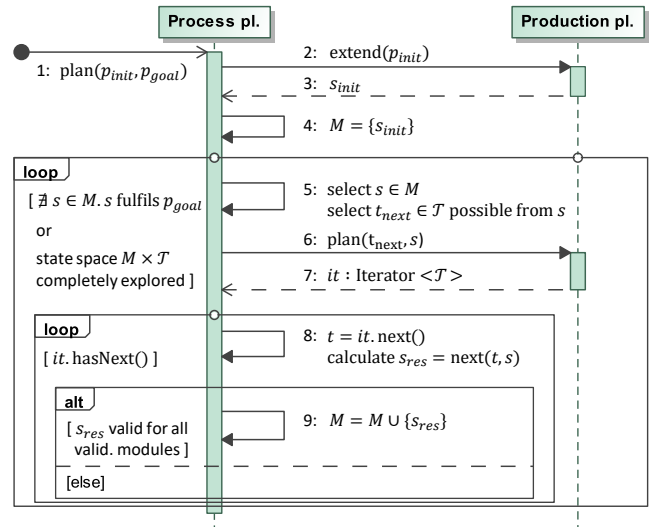 Process pl.
Production pl.
1: plan(p_init, p_goal)
2: extend(p_init)
3: s_init
4: M = {s_init}
loop
[ ∄ s ∈ M. s fulfils p_goal
or
state space M × 𝒯
completely explored ]
5: select s ∈ M
select t_next ∈ 𝒯 possible from s
6: plan(t_next, s)
7: it : Iterator <𝒯>
loop
[ it. hasNext() ]
8: t = it. next()
calculate s_res = next(t, s)
alt
[ s_res valid for all
valid. modules ]
9: M = M ∪ {s_res}
[else]